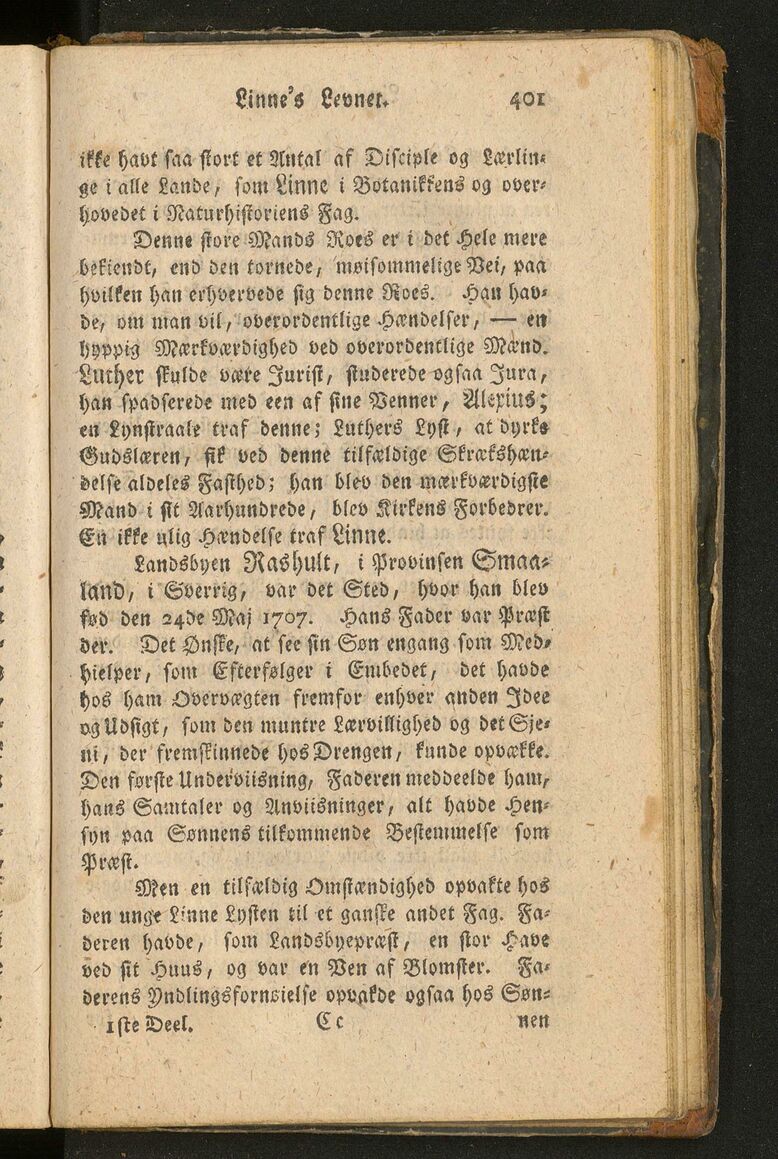 Linne's Levnet. 401
ikke havt saa stort et Antal af Disciple og Lærlin-
ge i alle Lande, som Linne i Botanikkens og over-
hovedet i Naturhistoriens Fag.
Denne store Mands Roes er i det Hele mere
bekiendt, end den tornede, møisommelige Vei, paa
hvilken han erhvervede sig denne Roes. Han hav-
de, om man vil, overordentlige Hændelser, — en
hyppig Mærkværdighed ved overordentlige Mænd.
Luther skulde være Jurist, studerede ogsaa Jura,
han spadserede med een af sine Venner, Alexius;
en Lynstraale traf denne; Luthers Lyst, at dyrke
Gudslæren, fik ved denne tilfældige Skrækshæn-
delse aldeles Fasthed; han blev den mærkværdigste
Mand i sit Aarhundrede, blev Kirkens Forbedrer.
En ikke ulig Hændelse traf Linne.
Landsbyen Rashult, i Provinsen Smaa-
land, i Sverrig, var det Sted, hvor han blev
fød den 24de Maj 1707. Hans Fader var Præst
der. Det Ønske, at see sin Søn engang som Med-
hielper, som Efterfølger i Embedet, det havde
hos ham Overvægten fremfor enhver anden Idee
og Udsigt, som den muntre Lærvillighed og det Sje-
ni, der fremskinnede hos Drengen, kunde opvække.
Den første Underviisning, Faderen meddeelde ham,
hans Samtaler og Anviisninger, alt havde Hen-
syn paa Sønnens tilkommende Bestemmelse som
Præst.
Men en tilfældig Omstændighed opvakte hos
den unge Linne Lysten til et ganske andet Fag. Fa-
deren havde, som Landsbyepræst, en stor Have
ved sit Huus, og var en Ven af Blomster. Fa-
derens Yndlingsfornøielse opvakde ogsaa hos Søn-
1ste Deel. Cc nen